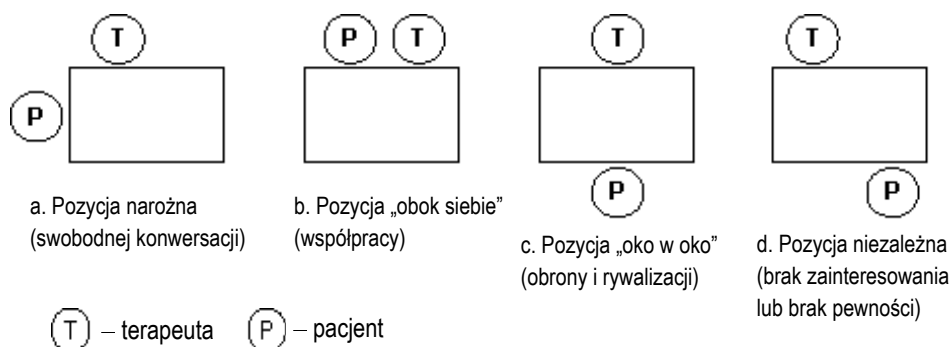 T
P
a. Pozycja narożna
(swobodnej konwersacji)
P T
b. Pozycja „obok siebie”
(współpracy)
T
P
c. Pozycja „oko w oko”
(obrony i rywalizacji)
T
P
d. Pozycja niezależna
(brak zainteresowania
lub brak pewności)
T – terapeuta P – pacjent